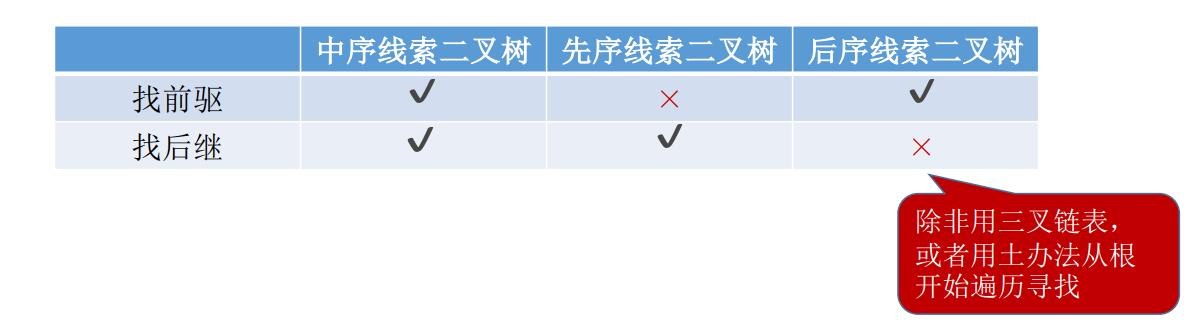 中序线索二叉树 先序线索二叉树 后序线索二叉树
找前驱 ✔ × ✔
找后继 ✔ ✔ ×
除非用三叉链表，
或者用土办法从根
开始遍历寻找